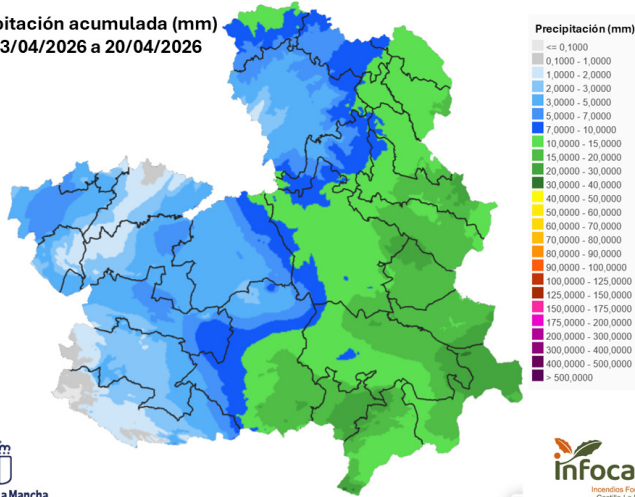 pitación acumulada (mm)
3/04/2026 a 20/04/2026
Precipitación (mm)
<= 0,1000
0,1000 - 1,0000
1,0000 - 2,0000
2,0000 - 3,0000
3,0000 - 5,0000
5,0000 - 7,0000
7,0000 - 10,0000
10,0000 - 15,0000
15,0000 - 20,0000
20,0000 - 30,0000
30,0000 - 40,0000
40,0000 - 50,0000
50,0000 - 60,0000
60,0000 - 70,0000
70,0000 - 80,0000
80,0000 - 90,0000
90,0000 - 100,0000
100,0000 - 125,0000
125,0000 - 150,0000
150,0000 - 175,0000
175,0000 - 200,0000
200,0000 - 300,0000
300,0000 - 400,0000
400,0000 - 500,0000
> 500,0000
a Mancha
infoca
Incendios Fo